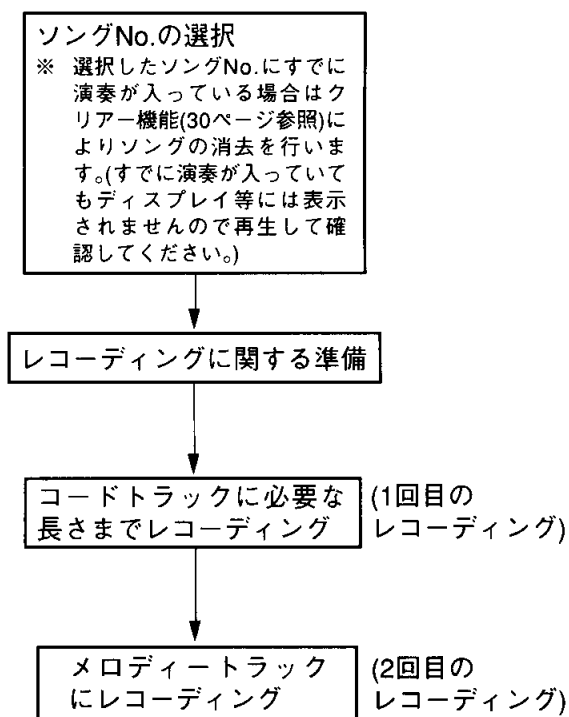 ソングNo.の選択
※ 選択したソングNo.にすでに
演奏が入っている場合はク
リアー機能(30ページ参照)に
よりソングの消去を行いま
す。(すでに演奏が入っていて
もディスプレイ等には表示
されませんので再生して確
認してください。)
レコーディングに関する準備
コードトラックに必要な
長さまでレコーディング
(1回目の
レコーディング)
メロディートラック
にレコーディング
(2回目の
レコーディング)